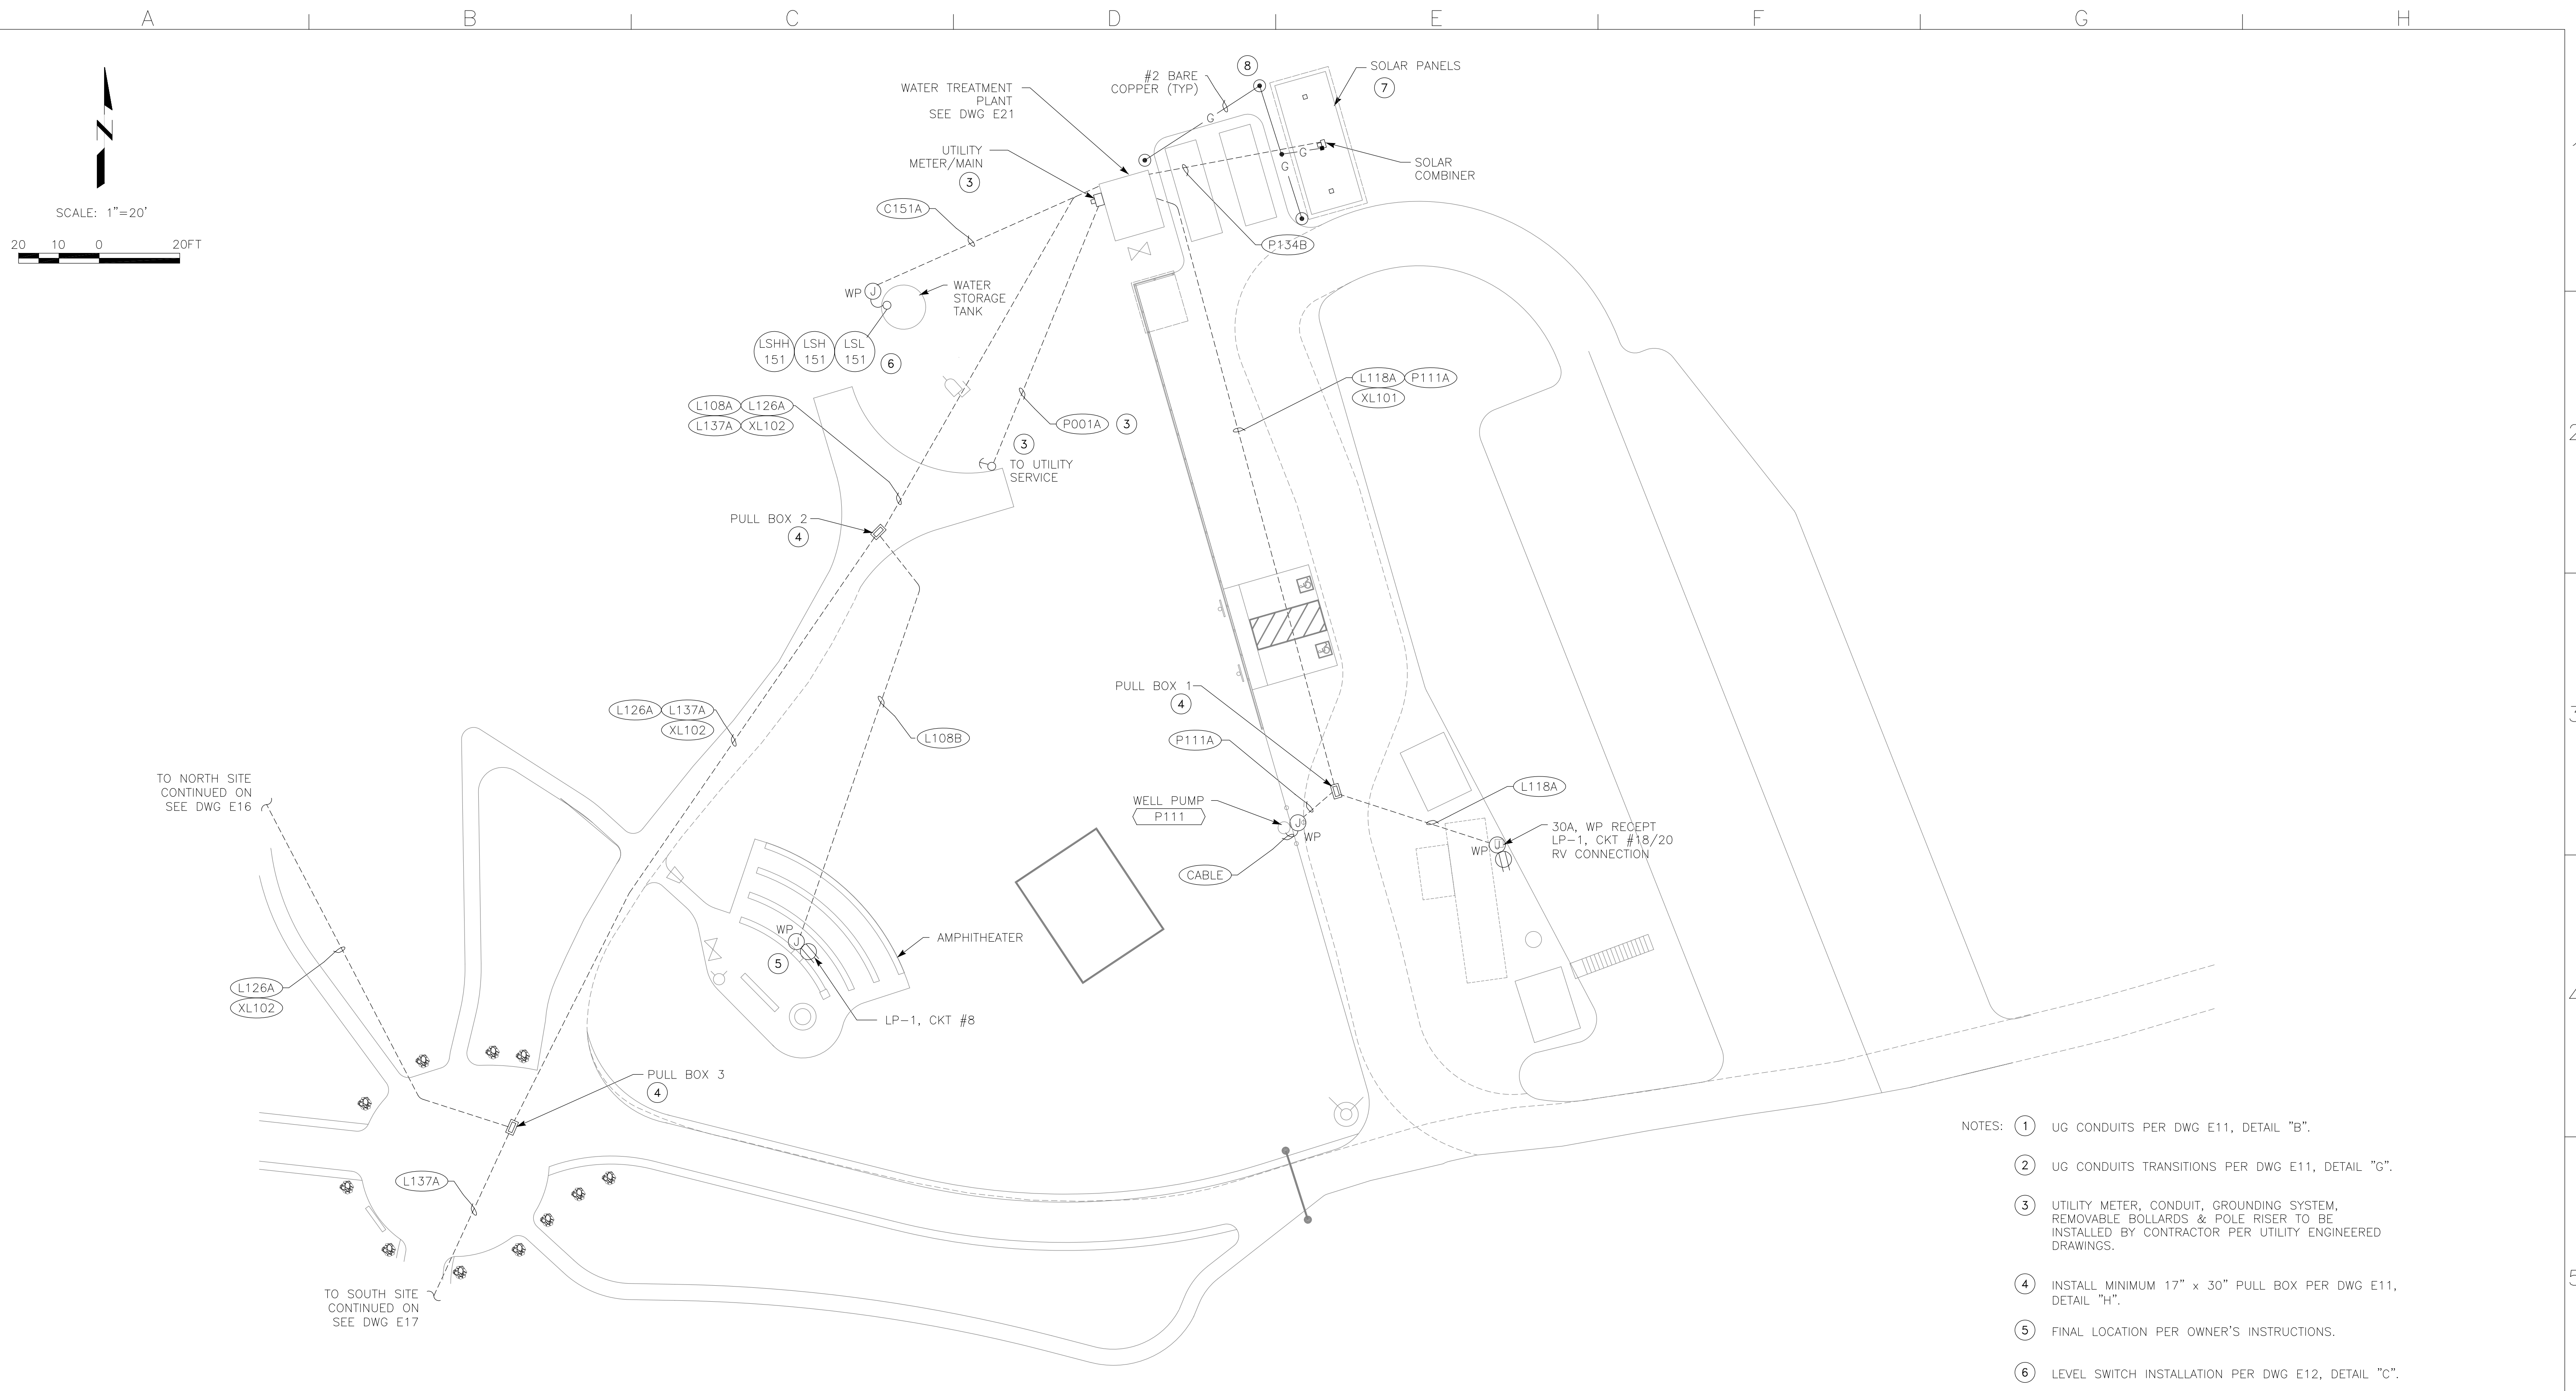 A
B
C
D
E
F
G
H
N
SCALE: 1"=20'
20 10 0 20FT
WATER TREATMENT
PLANT
SEE DWG E21
#2 BARE
COPPER (TYP)
8
SOLAR PANELS
7
G
G
G
UTILITY
METER/MAIN
3
SOLAR
COMBINER
C151A
P134B
WP
J
WATER
STORAGE
TANK
LSHH
151
LSH
151
LSL
151
6
2
L108A L126A
L137A XL102
L118A P111A
XL101
P001A 3
3
TO UTILITY
SERVICE
PULL BOX 2
4
PULL BOX 1
4
L126A L137A
XL102
L108B
P111A
3
TO NORTH SITE
CONTINUED ON
SEE DWG E16
WELL PUMP
P111
J
WP
CABLE
L118A
30A, WP RECEPT
LP-1, CKT #18/20
RV CONNECTION
WP
WP
J
5
AMPHITHEATER
LP-1, CKT #8
L126A
XL102
4
PULL BOX 3
4
L137A
TO SOUTH SITE
CONTINUED ON
SEE DWG E17
5
NOTES: 1 UG CONDUITS PER DWG E11, DETAIL "B".
2 UG CONDUITS TRANSITIONS PER DWG E11, DETAIL "G".
3 UTILITY METER, CONDUIT, GROUNDING SYSTEM,
REMOVABLE BOLLARDS & POLE RISER TO BE
INSTALLED BY CONTRACTOR PER UTILITY ENGINEERED
DRAWINGS.
4 INSTALL MINIMUM 17" x 30" PULL BOX PER DWG E11,
DETAIL "H".
5 FINAL LOCATION PER OWNER'S INSTRUCTIONS.
6 LEVEL SWITCH INSTALLATION PER DWG E12, DETAIL "C".